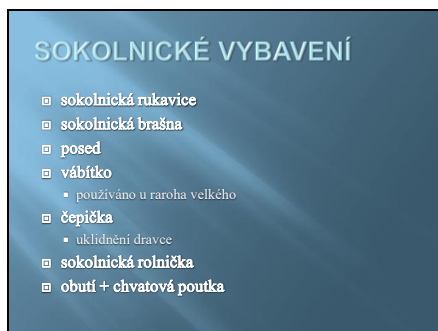 SOKOLNICKÉ VYBAVENÍ
sokolnická rukavice
sokolnická brašna
posed
vábítko
používáno u raroha velkého
čepička
uklidnění dravce
sokolnická rolnička
obutí + chvatová poutka